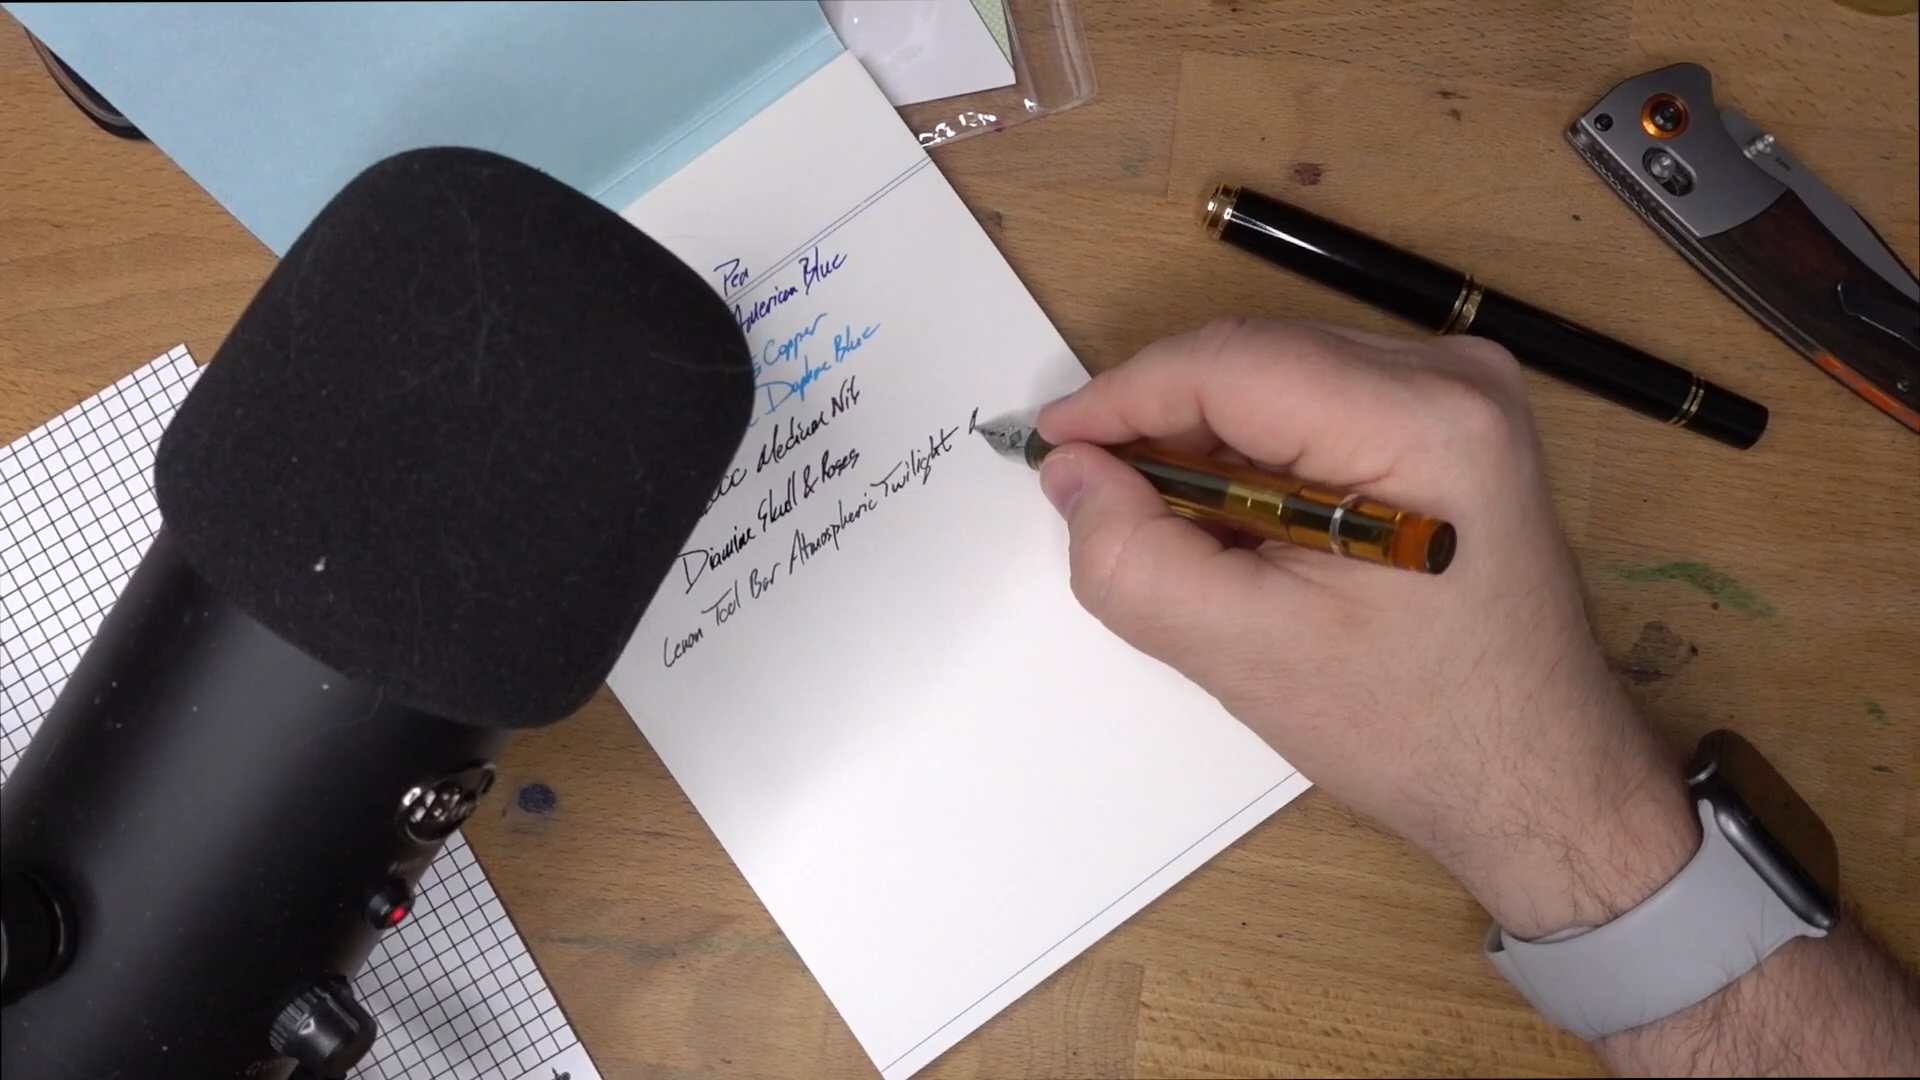 Pen
American Blue
Copper
Daphne Blue
Medium Nib
Diamine Skull & Roses
Lemon Tool Bar Atmospheric Twilight